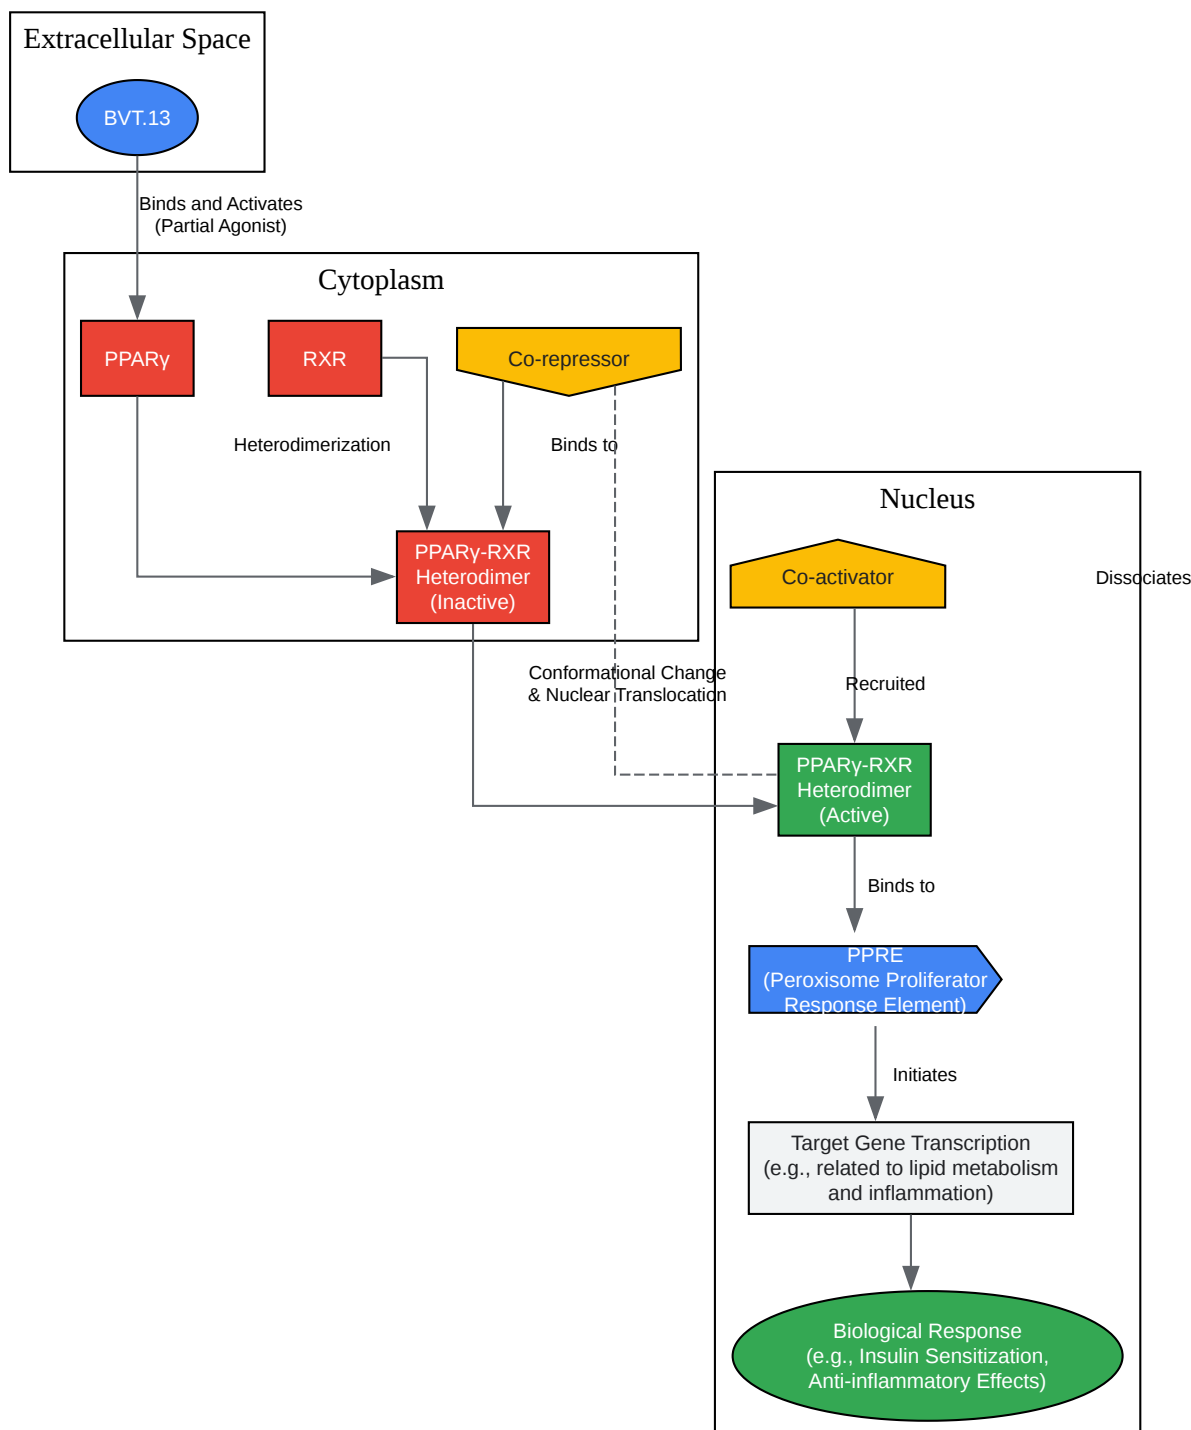 Extracellular Space
BVT.13
Binds and Activates
(Partial Agonist)
Cytoplasm
PPARγ
RXR
Co-repressor
Heterodimerization
Binds to
PPARγ-RXR
Heterodimer
(Inactive)
Nucleus
Co-activator
Dissociates
Conformational Change
& Nuclear Translocation
Recruited
PPARγ-RXR
Heterodimer
(Active)
Binds to
PPRE
(Peroxisome Proliferator
Response Element)
Initiates
Target Gene Transcription
(e.g., related to lipid metabolism
and inflammation)
Biological Response
(e.g., Insulin Sensitization,
Anti-inflammatory Effects)